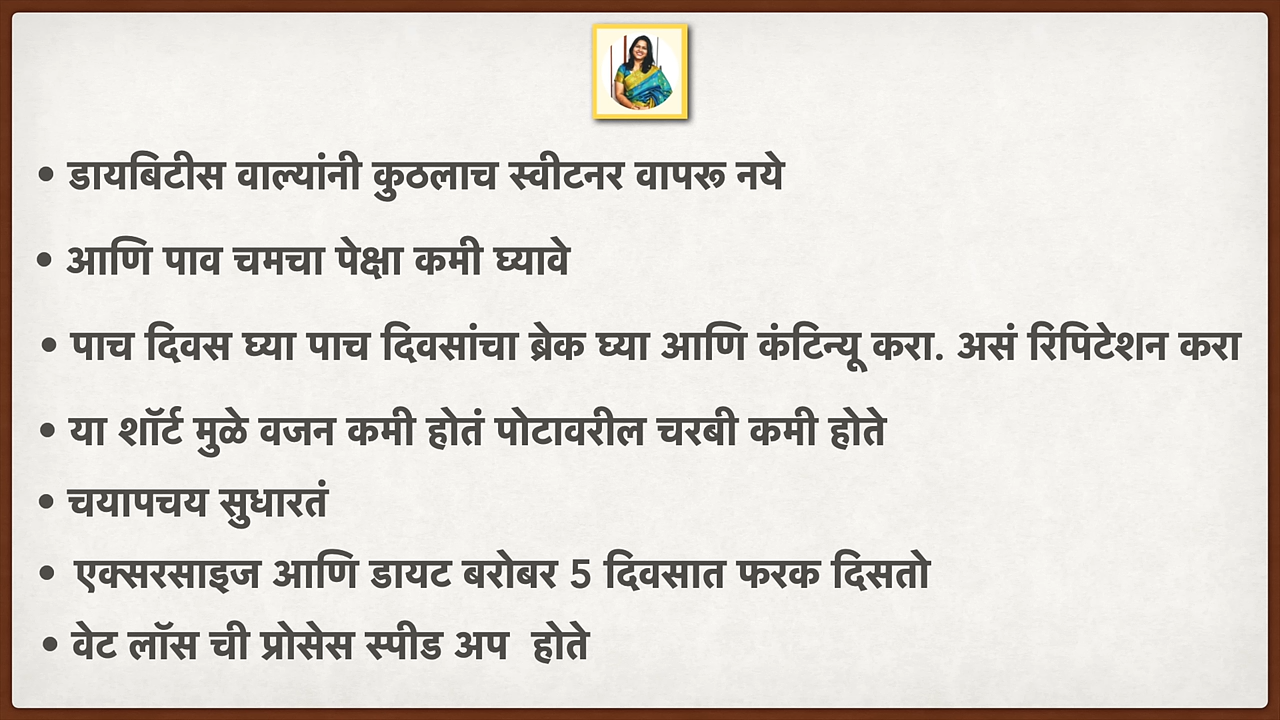 • डायबिटीस वाल्यांनी कुठलाच स्वीटनर वापरू नये
• आणि पाव चमचा पेक्षा कमी घ्यावे
• पाच दिवस घ्या पाच दिवसांचा ब्रेक घ्या आणि कंटिन्यू करा. असं रिपिटेशन करा
• या शॉर्ट मुळे वजन कमी होतं पोटावरील चरबी कमी होते
• चयापचय सुधारतं
• एक्सरसाइज आणि डायट बरोबर 5 दिवसात फरक दिसतो
• वेट लॉस ची प्रोसेस स्पीड अप होते